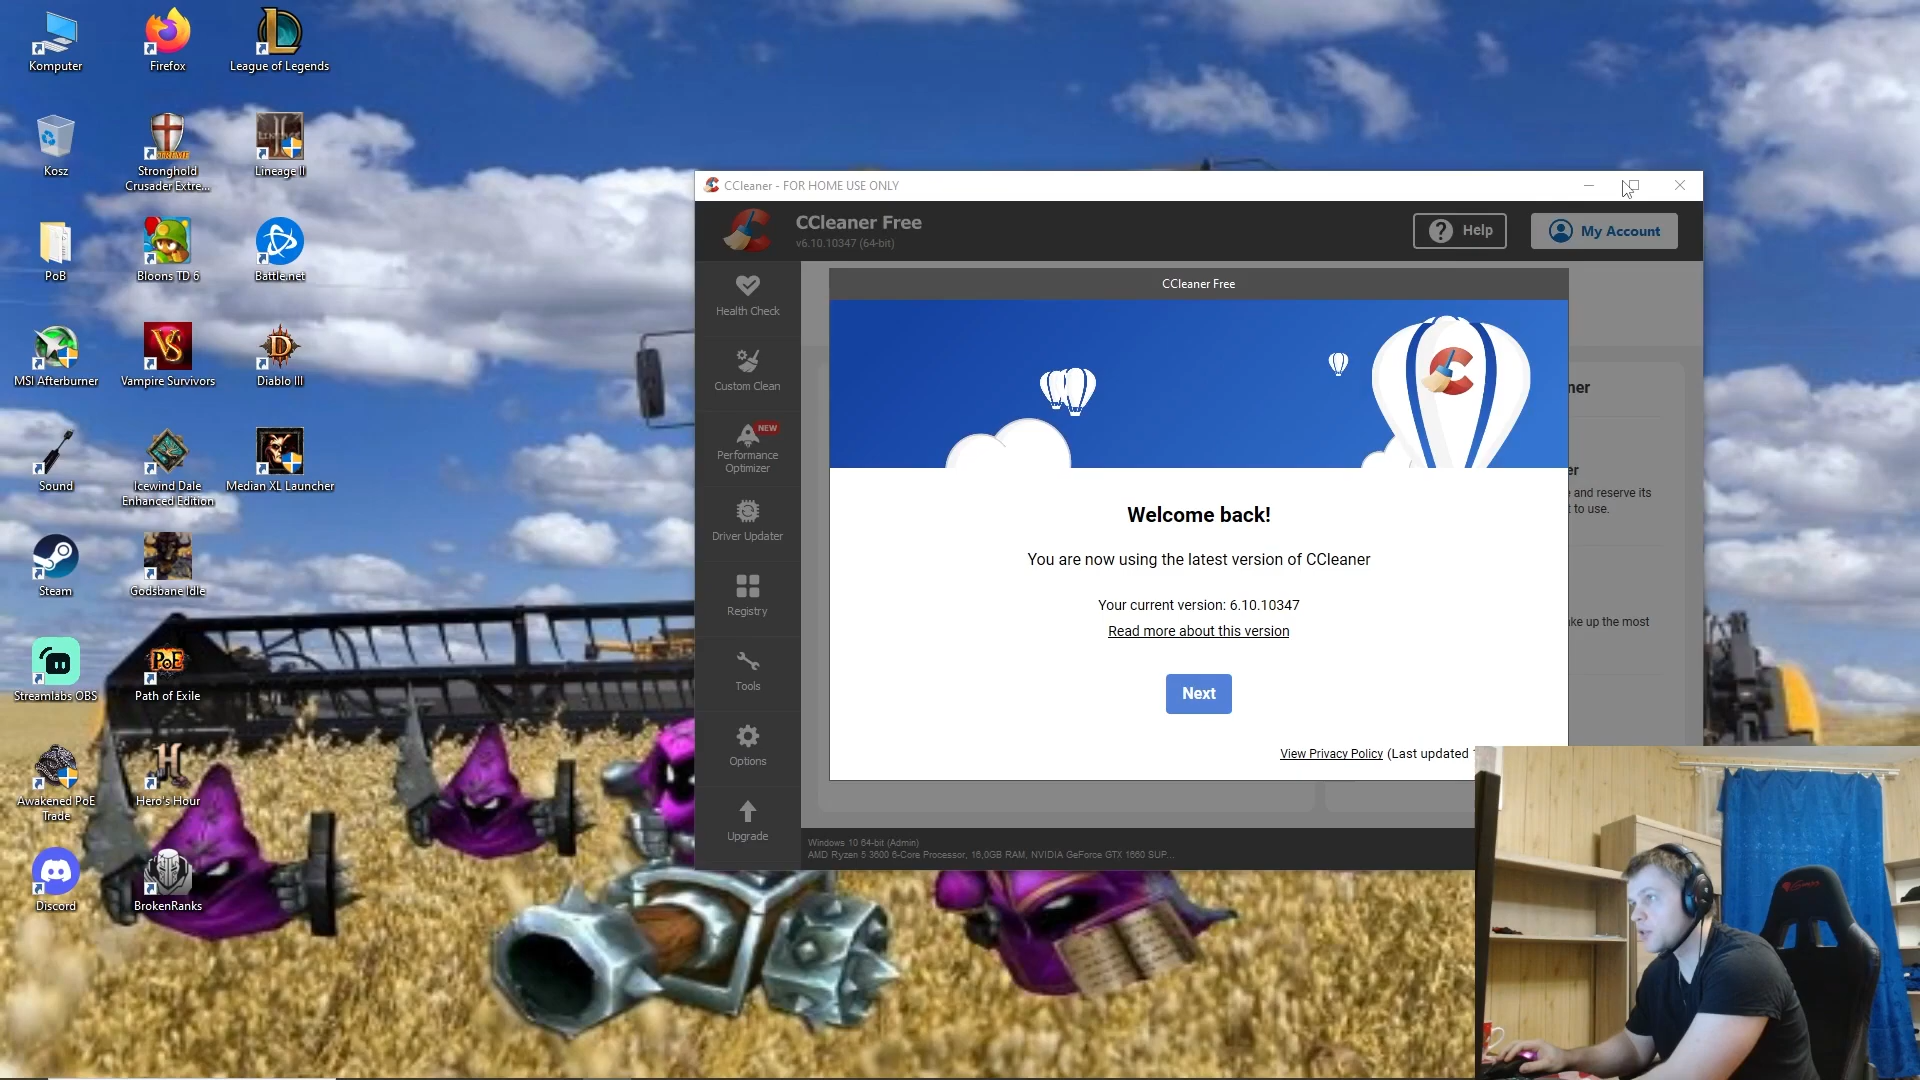 Komputer
Firefox
League of Legends
Kosz
Stronghold
Crusader Extre...
Lineage II
PoB
Bloons TD 6
Battle.net
MSI Afterburner
Vampire Survivors
Diablo III
Sound
Icewind Dale
Enhanced Edition
Median XL Launcher
Steam
Godsbane Idle
Streamlabs OBS
Path of Exile
Awakened PoE
Trade
Hero's Hour
Discord
BrokenRanks
CCleaner - FOR HOME USE ONLY
CCleaner Free
v6.10.10347 (64-bit)
Help
My Account
Health Check
Custom Clean
NEW
Performance
Optimizer
Driver Updater
Registry
Tools
Options
Upgrade
CCleaner Free
Welcome back!
You are now using the latest version of CCleaner
Your current version: 6.10.10347
Read more about this version
Next
View Privacy Policy (Last updated
and reserve its
to use.
up the most
Windows 10 64-bit (Admin)
AMD Ryzen 5 3600 6-Core Processor, 16,0GB RAM, NVIDIA GeForce GTX 1660 SUP...